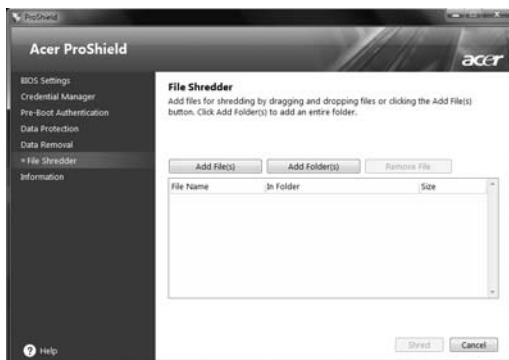 ProShield
Acer ProShield
acer
BIOS Settings
Credential Manager
Pre-Boot Authentication
Data Protection
Data Removal
File Shredder
Information
File Shredder
Add files for shredding by dragging and dropping files or clicking the Add File(s)
button. Click Add Folder(s) to add an entire folder.
Add File(s) Add Folder(s) Remove File
File Name In Folder Size
Help
Shred Cancel